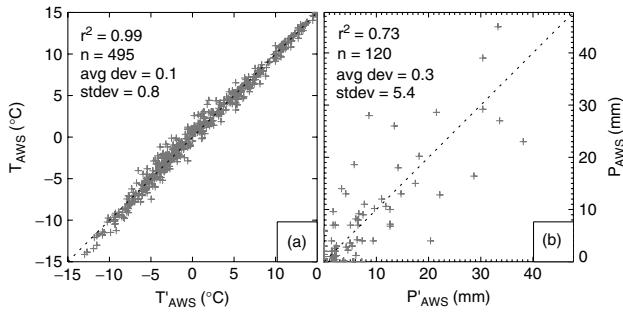 r² = 0.99
n = 495
avg dev = 0.1
stdev = 0.8
15
10
5
0
−5
−10
−15
T_AWS (°C)
(a)
−15
−10
−5
0
5
10
0
T'_AWS (°C)
r² = 0.73
n = 120
avg dev = 0.3
stdev = 5.4
40
30
20
10
0
P_AWS (mm)
(b)
10
20
30
40
P'_AWS (mm)